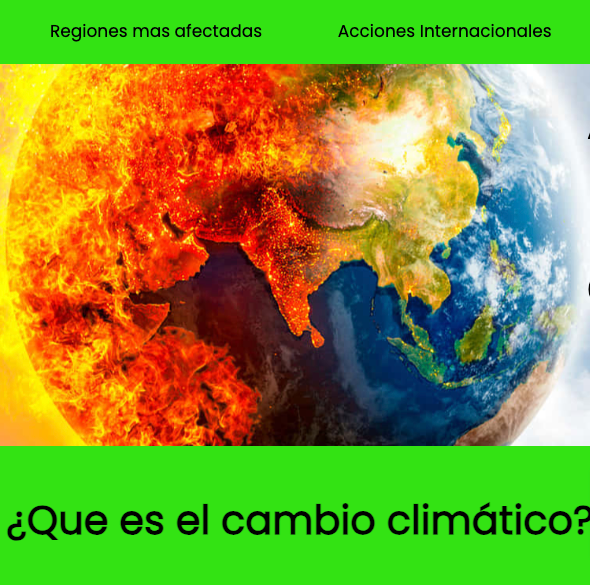 Regiones mas afectadas
Acciones Internacionales
¿Que es el cambio climático?